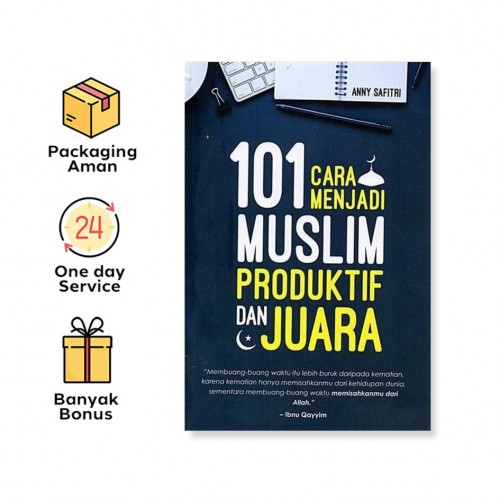 Packaging
Aman
24
One day
Service
Banyak
Bonus
ANNY SAFITRI
101 CARA
MENJADI
MUSLIM
PRODUKTIF
DAN JUARA
"Membuang-buang waktu itu lebih buruk daripada kematian,
karena kematian hanya memisahkanmu dari kehidupan dunia,
sementara membuang-buang waktu memisahkanmu dari
Allah."
– Ibnu Qayyim